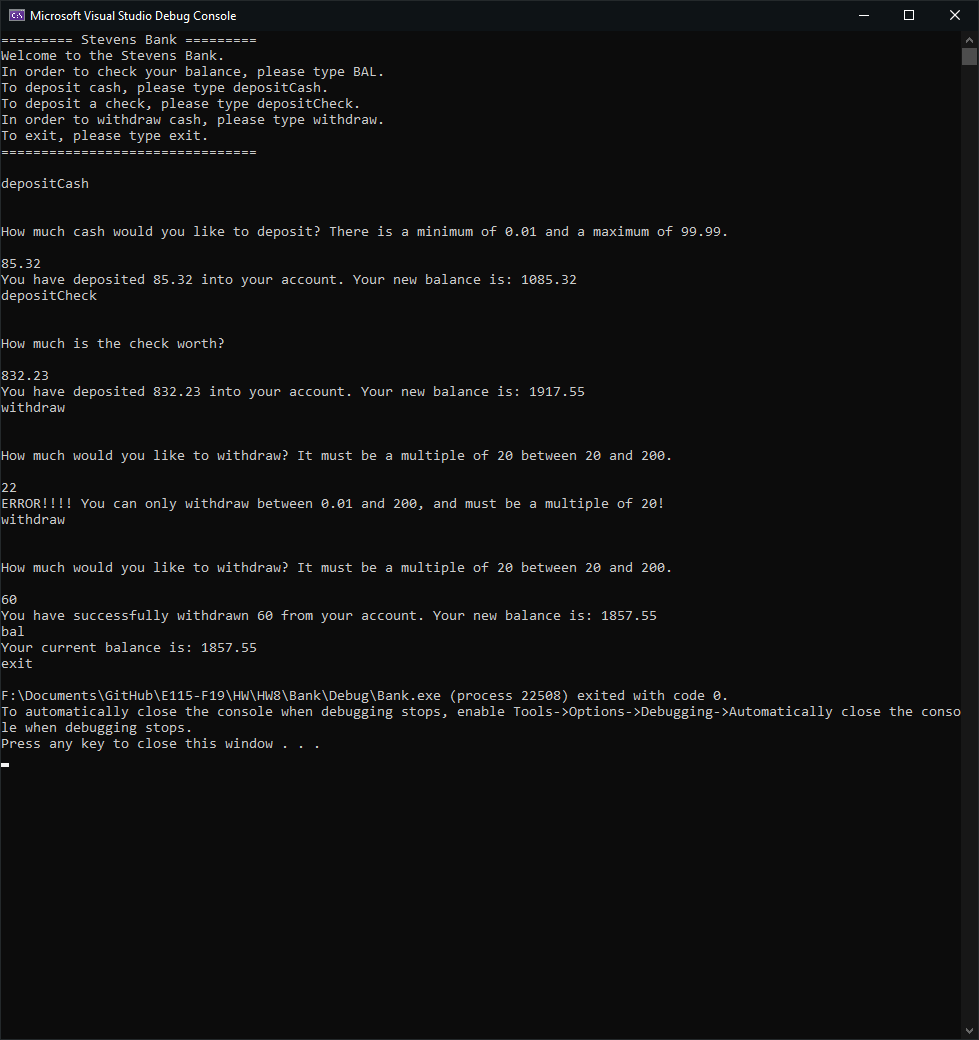 Microsoft Visual Studio Debug Console
========= Stevens Bank =========
Welcome to the Stevens Bank.
In order to check your balance, please type BAL.
To deposit cash, please type depositCash.
To deposit a check, please type depositCheck.
In order to withdraw cash, please type withdraw.
To exit, please type exit.
================================
depositCash
How much cash would you like to deposit? There is a minimum of 0.01 and a maximum of 99.99.
85.32
You have deposited 85.32 into your account. Your new balance is: 1085.32
depositCheck
How much is the check worth?
832.23
You have deposited 832.23 into your account. Your new balance is: 1917.55
withdraw
How much would you like to withdraw? It must be a multiple of 20 between 20 and 200.
22
ERROR!!!! You can only withdraw between 0.01 and 200, and must be a multiple of 20!
withdraw
How much would you like to withdraw? It must be a multiple of 20 between 20 and 200.
60
You have successfully withdrawn 60 from your account. Your new balance is: 1857.55
bal
Your current balance is: 1857.55
exit
F:\Documents\GitHub\E115-F19\HW\HW8\Bank\Debug\Bank.exe (process 22508) exited with code 0.
To automatically close the console when debugging stops, enable Tools->Options->Debugging->Automatically close the conso
le when debugging stops.
Press any key to close this window . . .